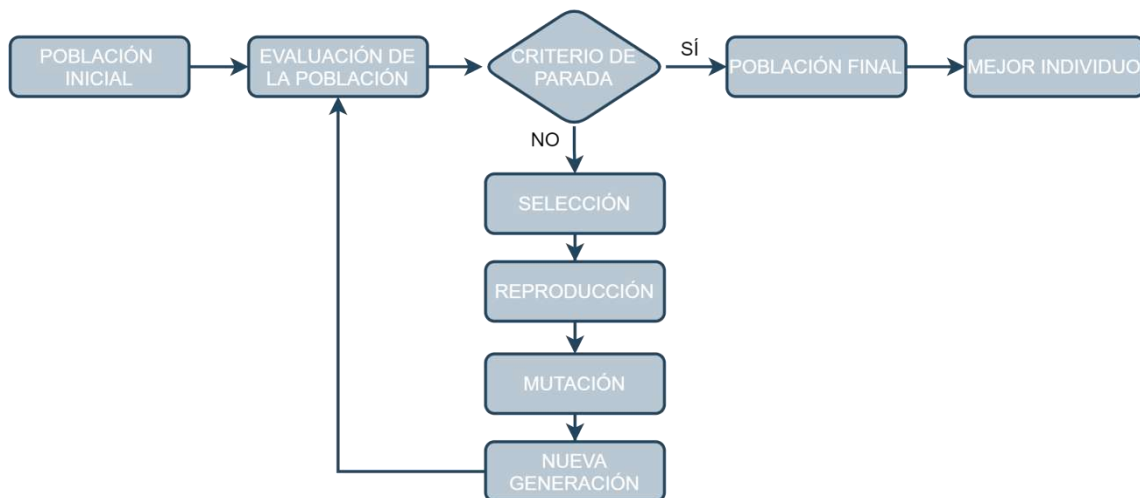 POBLACIÓN
INICIAL
EVALUACIÓN DE
LA POBLACIÓN
CRITERIO DE
PARADA
SÍ
POBLACIÓN FINAL
MEJOR INDIVIDUO
NO
SELECCIÓN
REPRODUCCIÓN
MUTACIÓN
NUEVA
GENERACIÓN